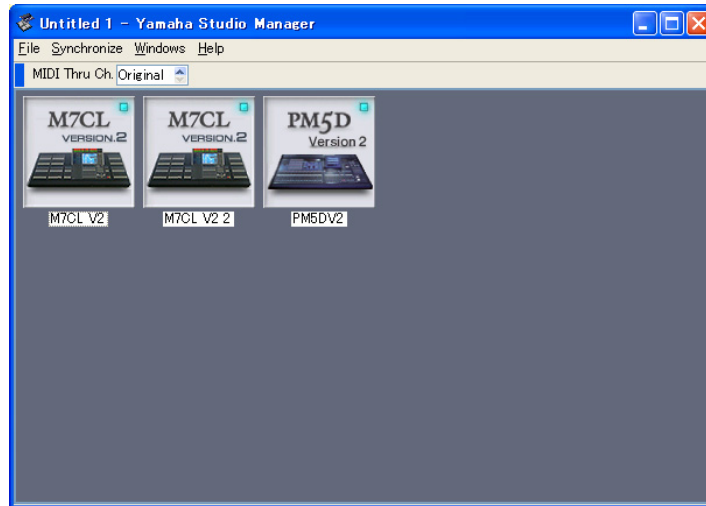 Untitled 1 - Yamaha Studio Manager
File Synchronize Windows Help
MIDI Thru Ch. Original
M7CL VERSION.2
M7CL VERSION.2
PM5D Version 2
M7CL V2
M7CL V2 2
PM5DV2